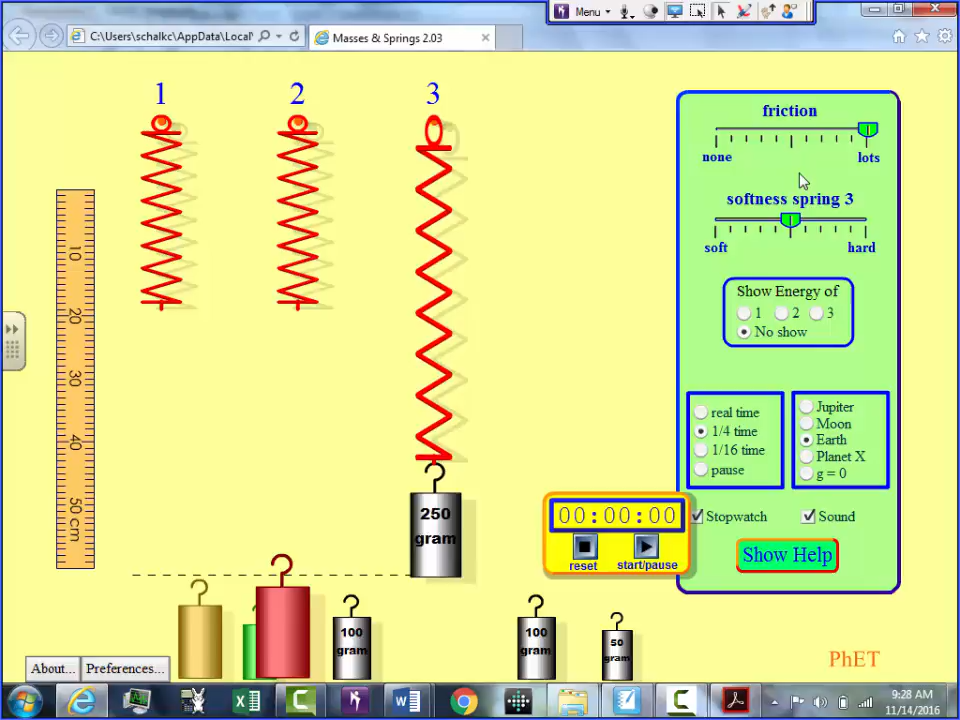 Menu
C:\Users\schalkc\AppData\Local\
Masses & Springs 2.03
1
2
3
friction
none
lots
softness spring 3
soft
hard
Show Energy of
1
2
3
No show
10
20
30
40
50 cm
real time
1/4 time
1/16 time
pause
Jupiter
Moon
Earth
Planet X
g = 0
250
gram
00:00:00
reset
start/pause
Stopwatch
Sound
Show Help
100
gram
100
gram
50
gram
PhET
About...
Preferences...
9:28 AM
11/14/2016